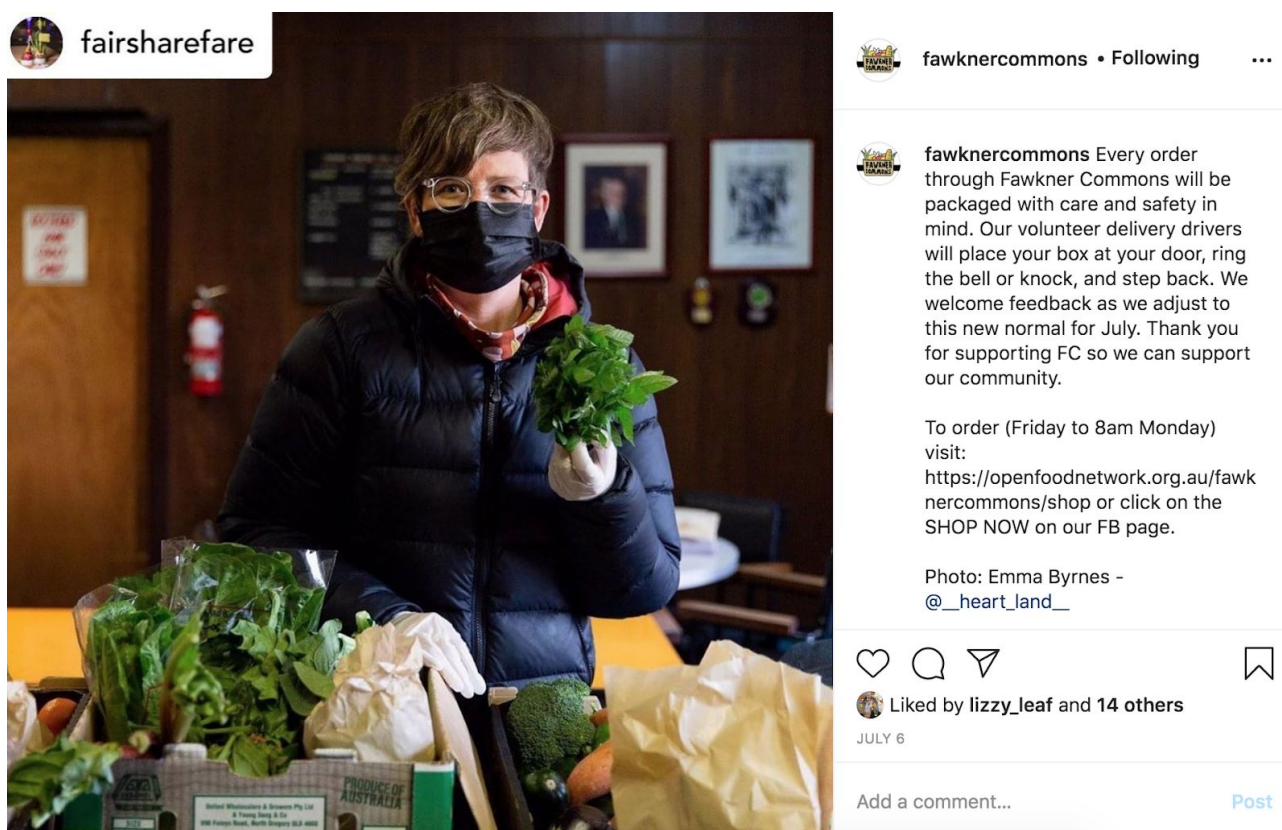 fairsharefare
fawknercommons • Following
FAWKNER
COMMONS
FAWKNER
COMMONS
fawknercommons Every order
through Fawkner Commons will be
packaged with care and safety in
mind. Our volunteer delivery drivers
will place your box at your door, ring
the bell or knock, and step back. We
welcome feedback as we adjust to
this new normal for July. Thank you
for supporting FC so we can support
our community.
To order (Friday to 8am Monday)
visit:
https://openfoodnetwork.org.au/fawk
nercommons/shop or click on the
SHOP NOW on our FB page.
Photo: Emma Byrnes -
@__heart_land__
Liked by lizzy_leaf and 14 others
JULY 6
Add a comment...
Post
PRODUCE OF
AUSTRALIA
SIZE